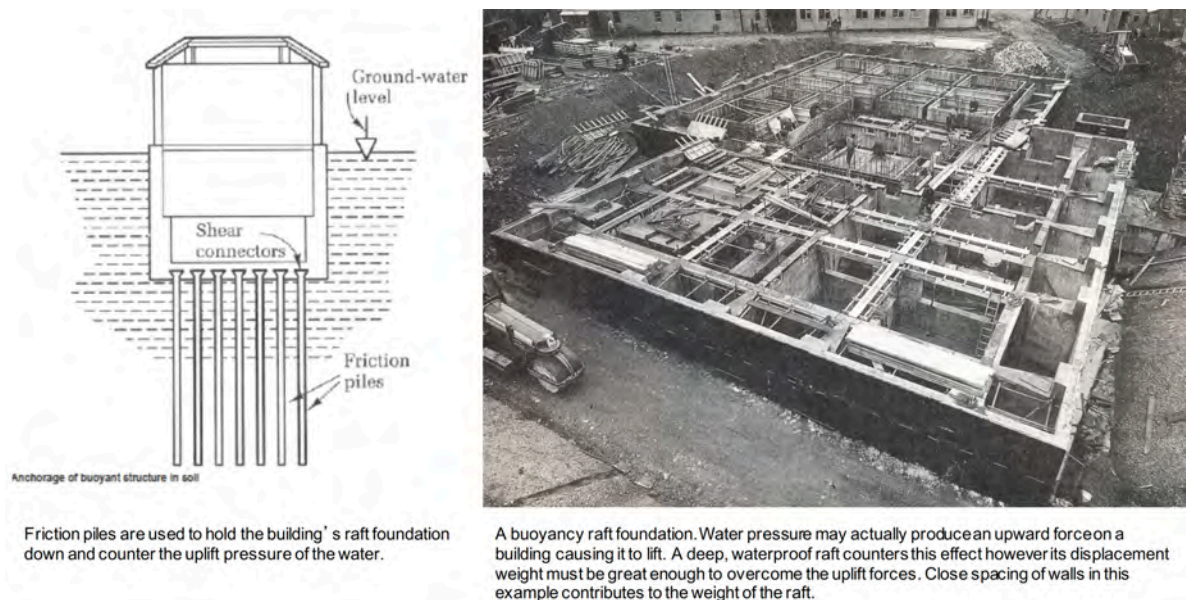 Ground-water
level
Shear
connectors
Friction
piles
Anchorage of buoyant structure in soil
Friction piles are used to hold the building’s raft foundation
down and counter the uplift pressure of the water.
A buoyancy raft foundation. Water pressure may actually produce an upward force on a
building causing it to lift. A deep, waterproof raft counters this effect however its displacement
weight must be great enough to overcome the uplift forces. Close spacing of walls in this
example contributes to the weight of the raft.